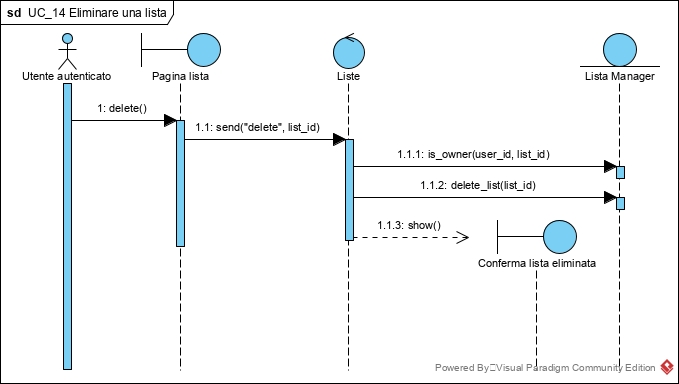 sd UC_14 Eliminare una lista
Utente autenticato
Pagina lista
Liste
Lista Manager
1: delete()
1.1: send("delete", list_id)
1.1.1: is_owner(user_id, list_id)
1.1.2: delete_list(list_id)
1.1.3: show()
Conferma lista eliminata
Powered By Visual Paradigm Community Edition